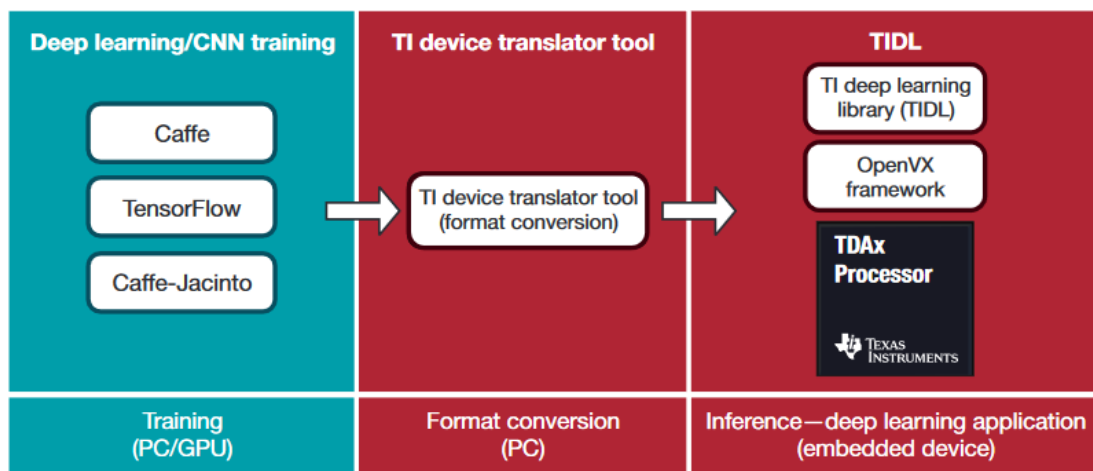 Deep learning/CNN training
Caffe
TensorFlow
Caffe-Jacinto
Training
(PC/GPU)
TI device translator tool
TI device translator tool
(format conversion)
Format conversion
(PC)
TIDL
TI deep learning
library (TIDL)
OpenVX
framework
TDAx
Processor
TEXAS
INSTRUMENTS
Inference—deep learning application
(embedded device)